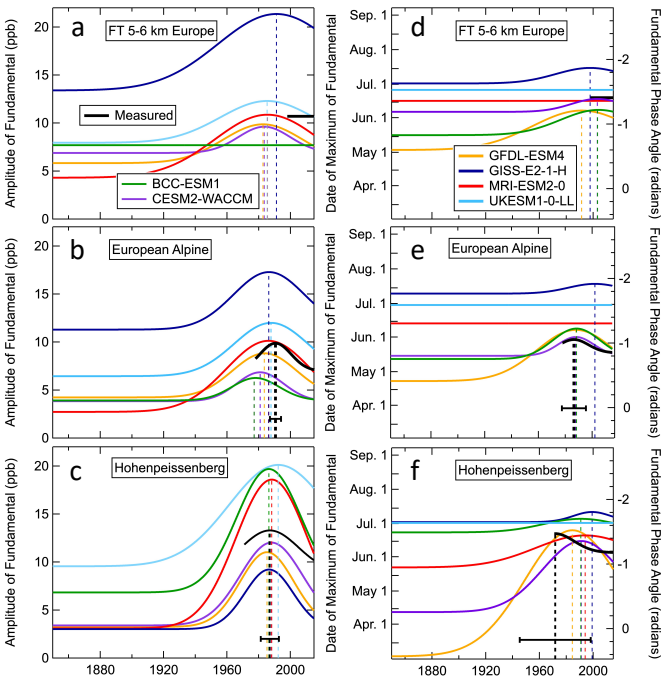 a
FT 5-6 km Europe
Measured
BCC-ESM1
CESM2-WACCM
Amplitude of Fundamental (ppb)
20
15
10
5
0
d
FT 5-6 km Europe
GFDL-ESM4
GISS-E2-1-H
MRI-ESM2-0
UKESM1-0-LL
Date of Maximum of Fundamental
Sep. 1
Aug. 1
Jul. 1
Jun. 1
May 1
Apr. 1
Fundamental Phase Angle (radians)
-2
-1
0
b
European Alpine
Amplitude of Fundamental (ppb)
20
15
10
5
0
e
European Alpine
Date of Maximum of Fundamental
Sep. 1
Aug. 1
Jul. 1
Jun. 1
May 1
Apr. 1
Fundamental Phase Angle (radians)
-2
-1
0
c
Hohenpeissenberg
Amplitude of Fundamental (ppb)
20
15
10
5
0
1880
1920
1960
2000
f
Hohenpeissenberg
Date of Maximum of Fundamental
Sep. 1
Aug. 1
Jul. 1
Jun. 1
May 1
Apr. 1
Fundamental Phase Angle (radians)
-2
-1
0
1880
1920
1960
2000